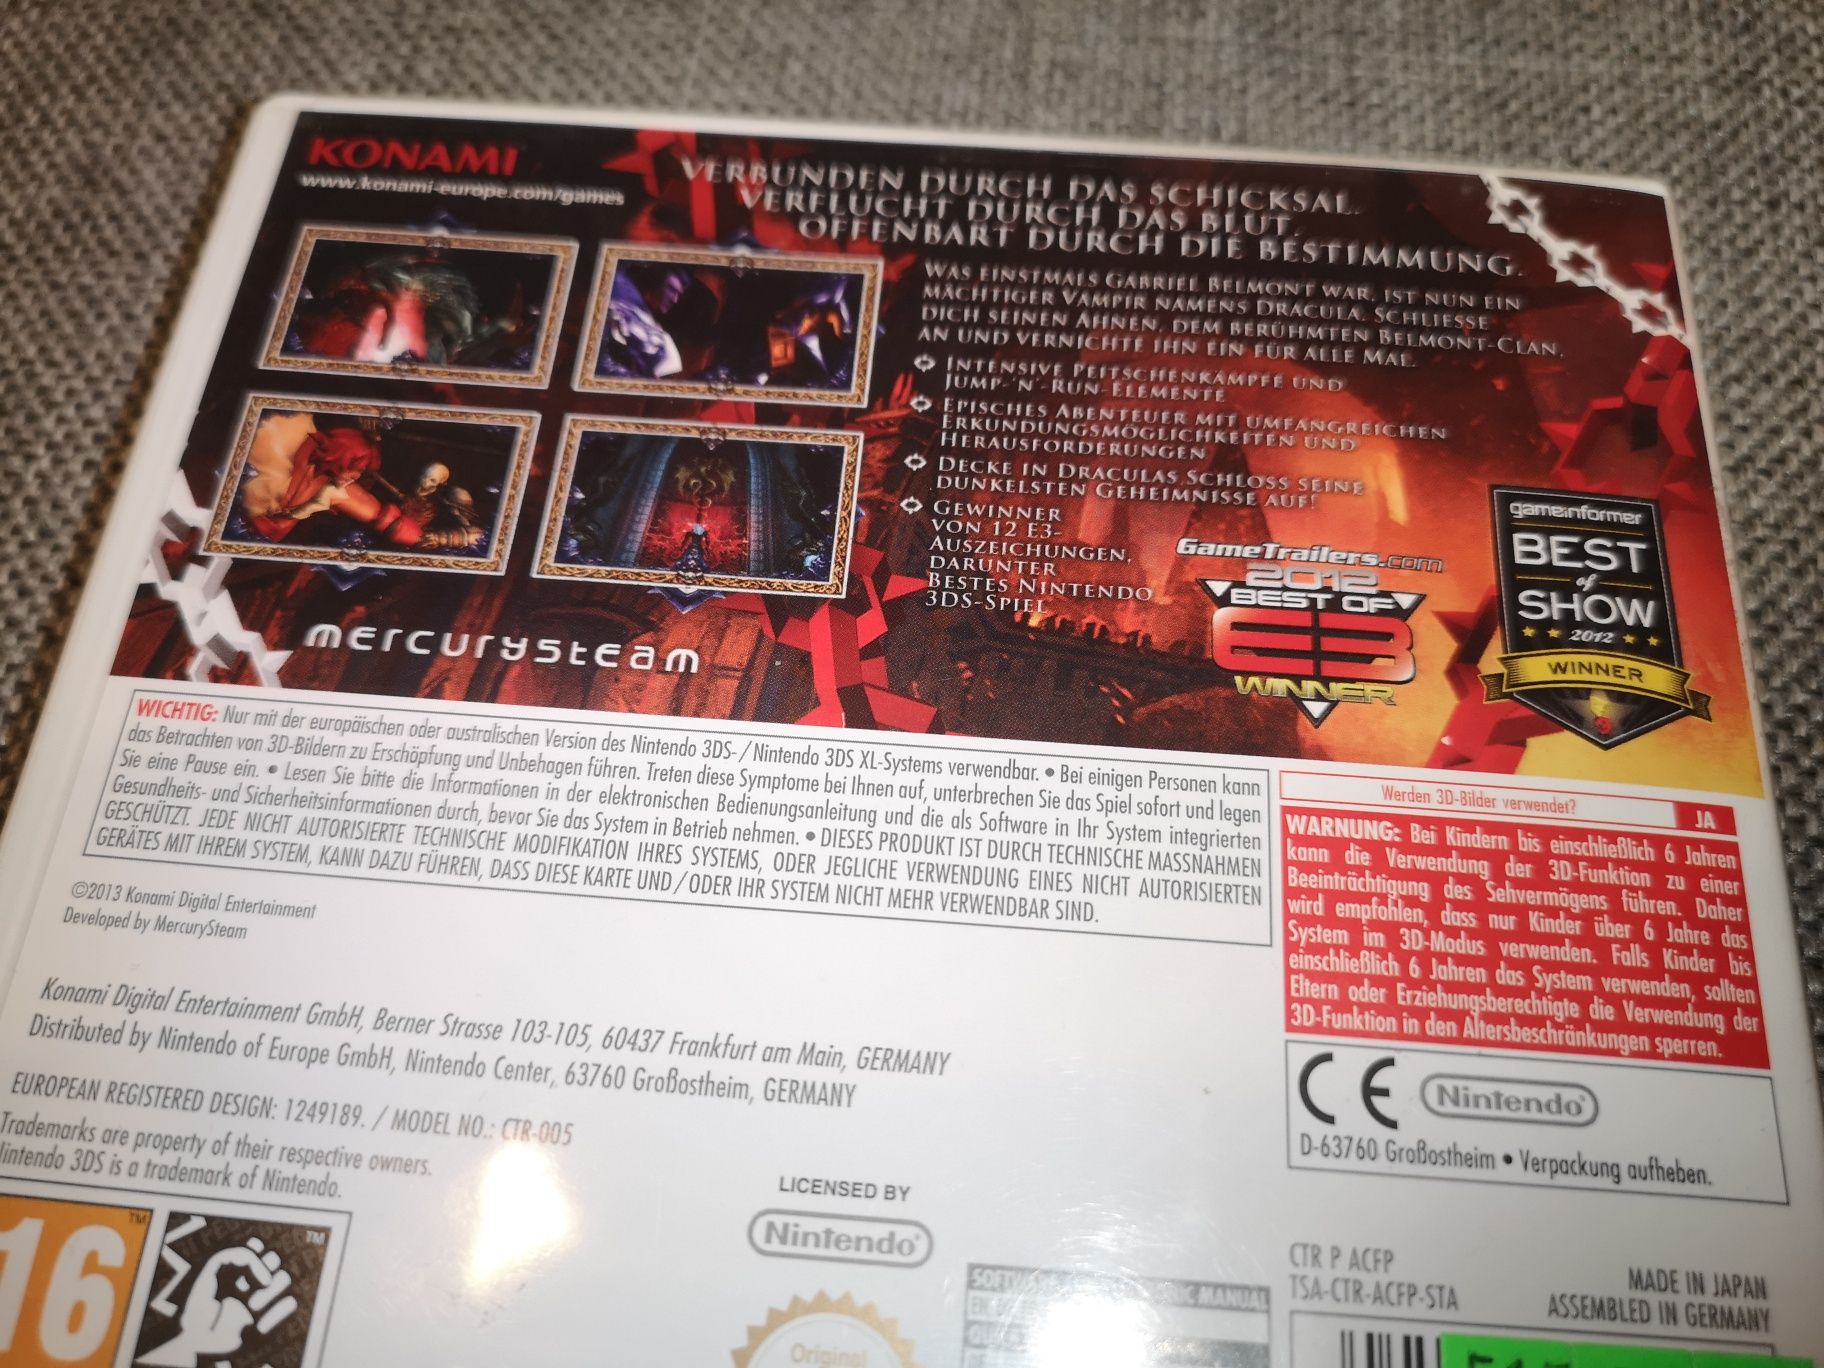 KONAMI
www.konami-europe.com/games
VERBUNDEN DURCH DAS SCHICKSAL.
VERFLUCHT DURCH DAS BLUT.
OFFENBART DURCH DIE BESTIMMUNG.
WAS EINSTMALS GABRIEL BELMONT WAR, IST NUN EIN
MÄCHTIGER VAMPIR NAMENS DRACULA. SCHLIESSE
DICH SEINEN AHNEN, DEM BERÜHMTEN BELMONT-CLAN,
AN UND VERNICHTE IHN EIN FÜR ALLE MAL.
INTENSIVE PEITSCHENKÄMPFE UND
JUMP-'N'-RUN-ELEMENTE
EPISCHES ABENTEUER MIT UMFANGREICHEN
ERKUNDUNGSMÖGLICHKEITEN UND
HERAUSFORDERUNGEN
DECKE IN DRACULAS SCHLOSS SEINE
DUNKELSTEN GEHEIMNISSE AUF!
GEWINNER
VON 12 E3-
AUSZEICHUNGEN,
DARUNTER
BESTES NINTENDO
3DS-SPIEL
GameTrailers.com
2012
BEST OF
E3
WINNER
gameinformer
BEST
of
SHOW
2012
WINNER
mercurysteam
WICHTIG: Nur mit der europäischen oder australischen Version des Nintendo 3DS-/Nintendo 3DS XL-Systems verwendbar. • Bei einigen Personen kann
das Betrachten von 3D-Bildern zu Erschöpfung und Unbehagen führen. Treten diese Symptome bei Ihnen auf, unterbrechen Sie das Spiel sofort und legen
Sie eine Pause ein. • Lesen Sie bitte die Informationen in der elektronischen Bedienungsanleitung und die als Software in Ihr System integrierten
Gesundheits- und Sicherheitsinformationen durch, bevor Sie das System in Betrieb nehmen. • DIESES PRODUKT IST DURCH TECHNISCHE MASSNAHMEN
GESCHÜTZT. JEDE NICHT AUTORISIERTE TECHNISCHE MODIFIKATION IHRES SYSTEMS, ODER JEGLICHE VERWENDUNG EINES NICHT AUTORISIERTEN
GERÄTES MIT IHREM SYSTEM, KANN DAZU FÜHREN, DASS DIESE KARTE UND/ODER IHR SYSTEM NICHT MEHR VERWENDBAR SIND.
Werden 3D-Bilder verwendet? JA
WARNUNG: Bei Kindern bis einschließlich 6 Jahren
kann die Verwendung der 3D-Funktion zu einer
Beeinträchtigung des Sehvermögens führen. Daher
wird empfohlen, dass nur Kinder über 6 Jahre das
System im 3D-Modus verwenden. Falls Kinder bis
einschließlich 6 Jahren das System verwenden, sollten
Eltern oder Erziehungsberechtigte die Verwendung der
3D-Funktion in den Altersbeschränkungen sperren.
©2013 Konami Digital Entertainment
Developed by MercurySteam
Konami Digital Entertainment GmbH, Berner Strasse 103-105, 60437 Frankfurt am Main, GERMANY
Distributed by Nintendo of Europe GmbH, Nintendo Center, 63760 Großostheim, GERMANY
EUROPEAN REGISTERED DESIGN: 1249189. / MODEL NO.: CTR-005
Trademarks are property of their respective owners.
Nintendo 3DS is a trademark of Nintendo.
CE Nintendo
D-63760 Großostheim • Verpackung aufheben.
LICENSED BY
Nintendo
16
TM
TM
Original
MANUAL
CTR P ACFP
TSA-CTR-ACFP-STA
MADE IN JAPAN
ASSEMBLED IN GERMANY